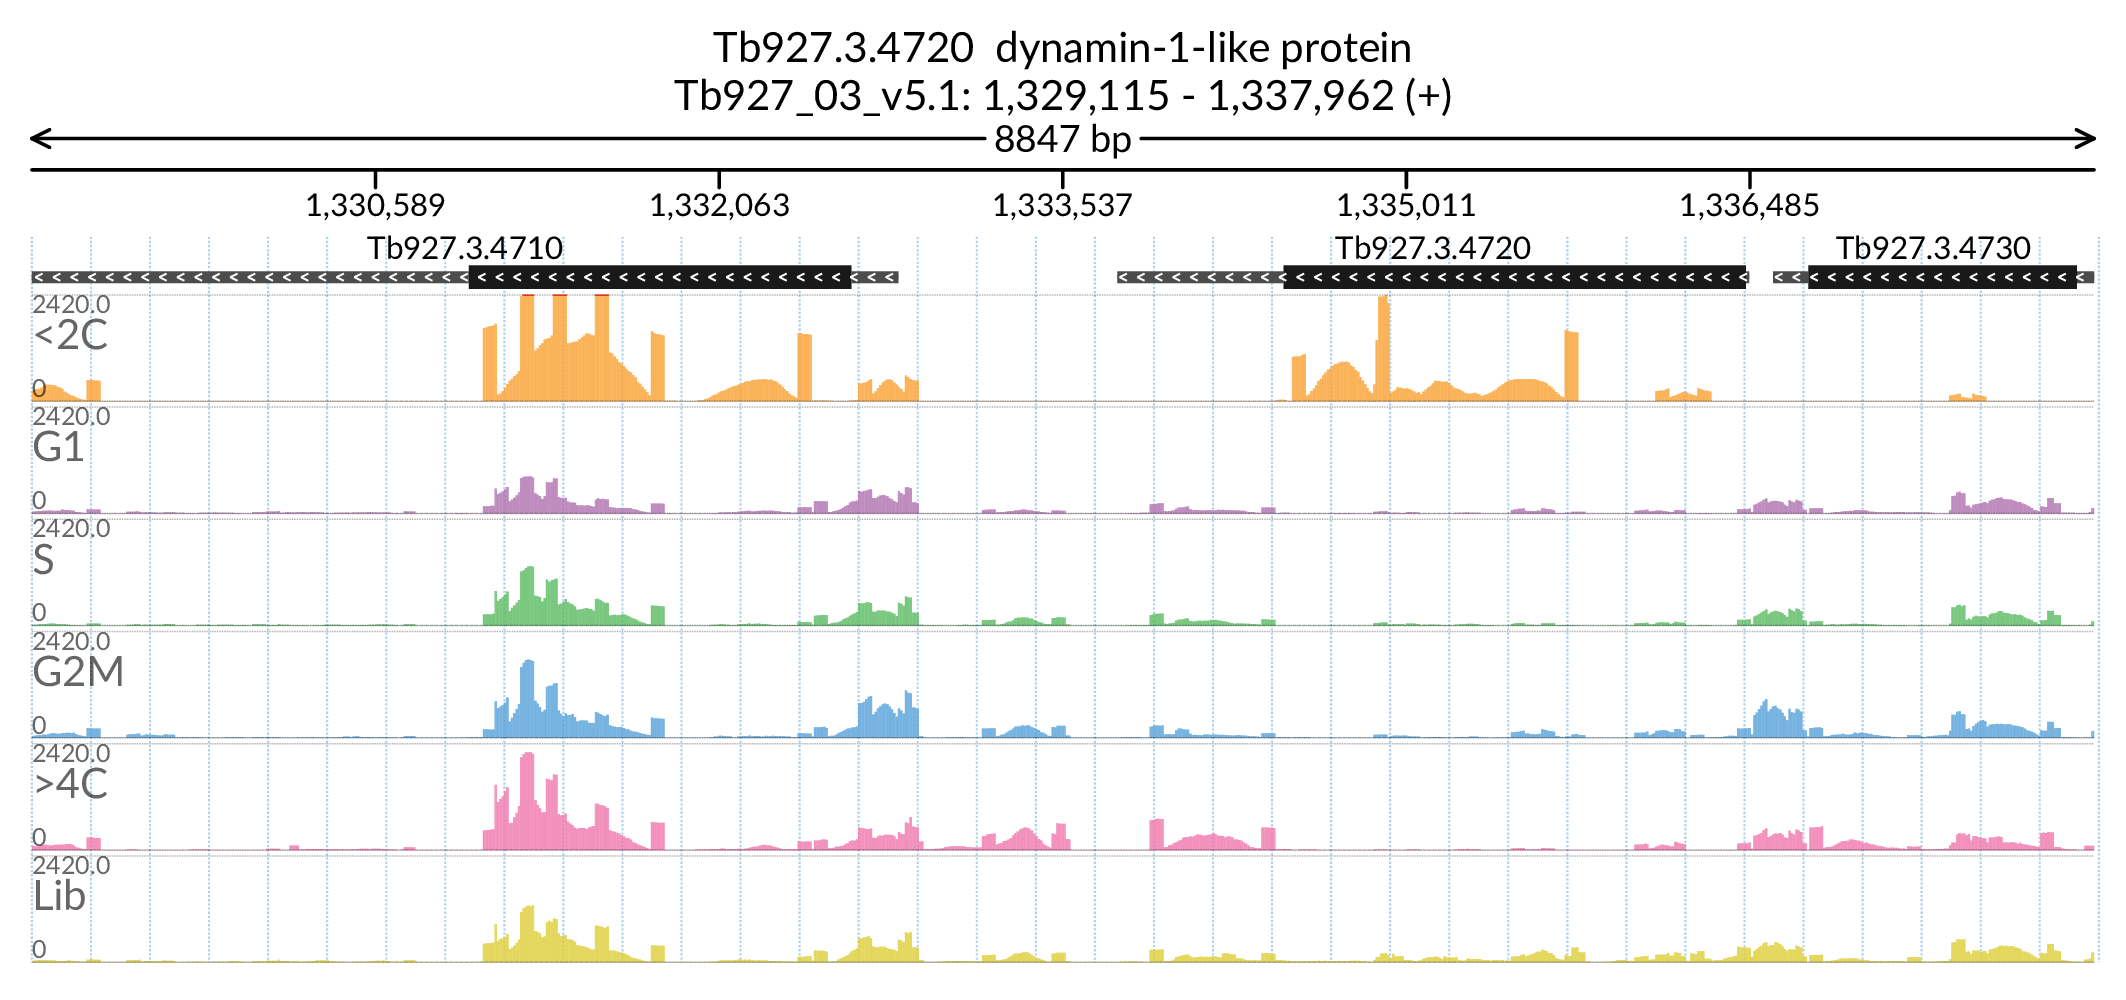 Tb927.3.4720  dynamin-1-like protein
Tb927_03_v5.1: 1,329,115 - 1,337,962 (+)
8847 bp
1,330,589 1,332,063 1,333,537 1,335,011 1,336,485
Tb927.3.4710 Tb927.3.4720 Tb927.3.4730
2420.0
<2C
0
2420.0
G1
0
2420.0
S
0
2420.0
G2M
0
2420.0
>4C
0
2420.0
Lib
0